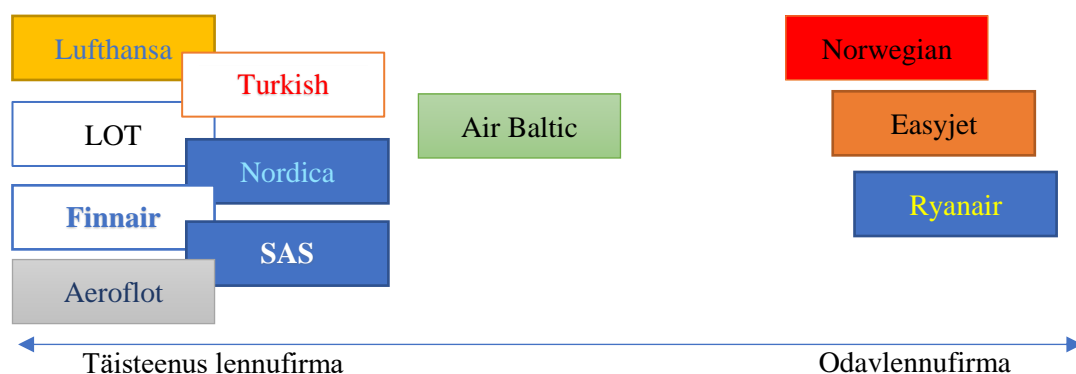 Lufthansa
Turkish
LOT
Nordica
Finnair
SAS
Aeroflot
Air Baltic
Norwegian
Easyjet
Ryanair
Täisteenus lennufirma
Odavlennufirma